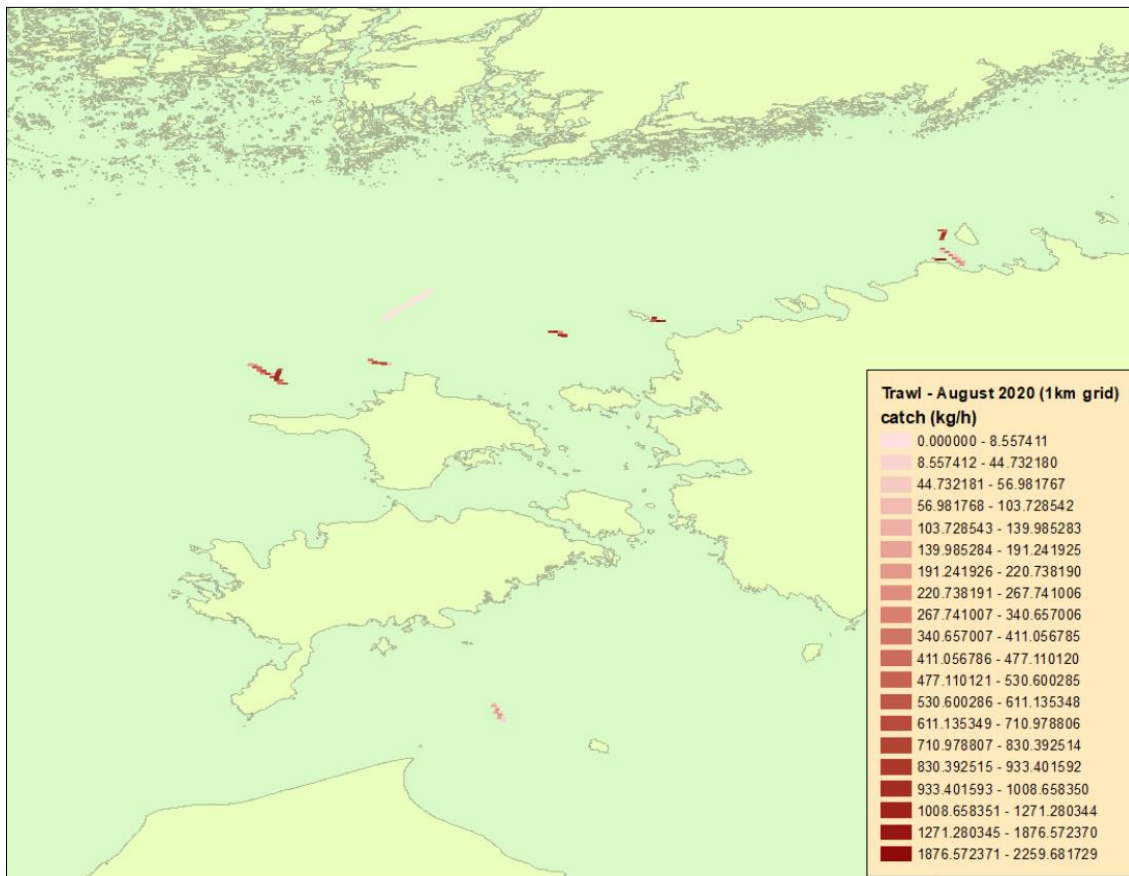 Trawl - August 2020 (1km grid)
catch (kg/h)
0.000000 - 8.557411
8.557412 - 44.732180
44.732181 - 56.981767
56.981768 - 103.728542
103.728543 - 139.985283
139.985284 - 191.241925
191.241926 - 220.738190
220.738191 - 267.741006
267.741007 - 340.657006
340.657007 - 411.056785
411.056786 - 477.110120
477.110121 - 530.600285
530.600286 - 611.135348
611.135349 - 710.978806
710.978807 - 830.392514
830.392515 - 933.401592
933.401593 - 1008.658350
1008.658351 - 1271.280344
1271.280345 - 1876.572370
1876.572371 - 2259.681729